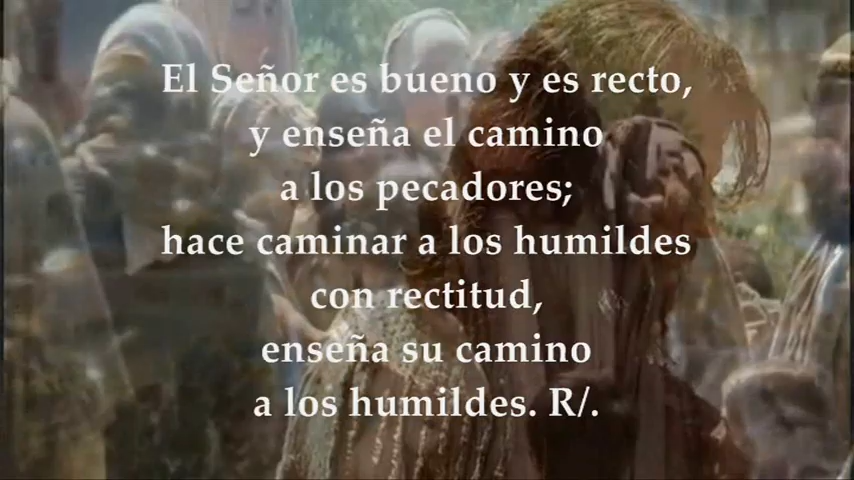 El Señor es bueno y es recto,
y enseña el camino
a los pecadores;
hace caminar a los humildes
con rectitud,
enseña su camino
a los humildes. R/.